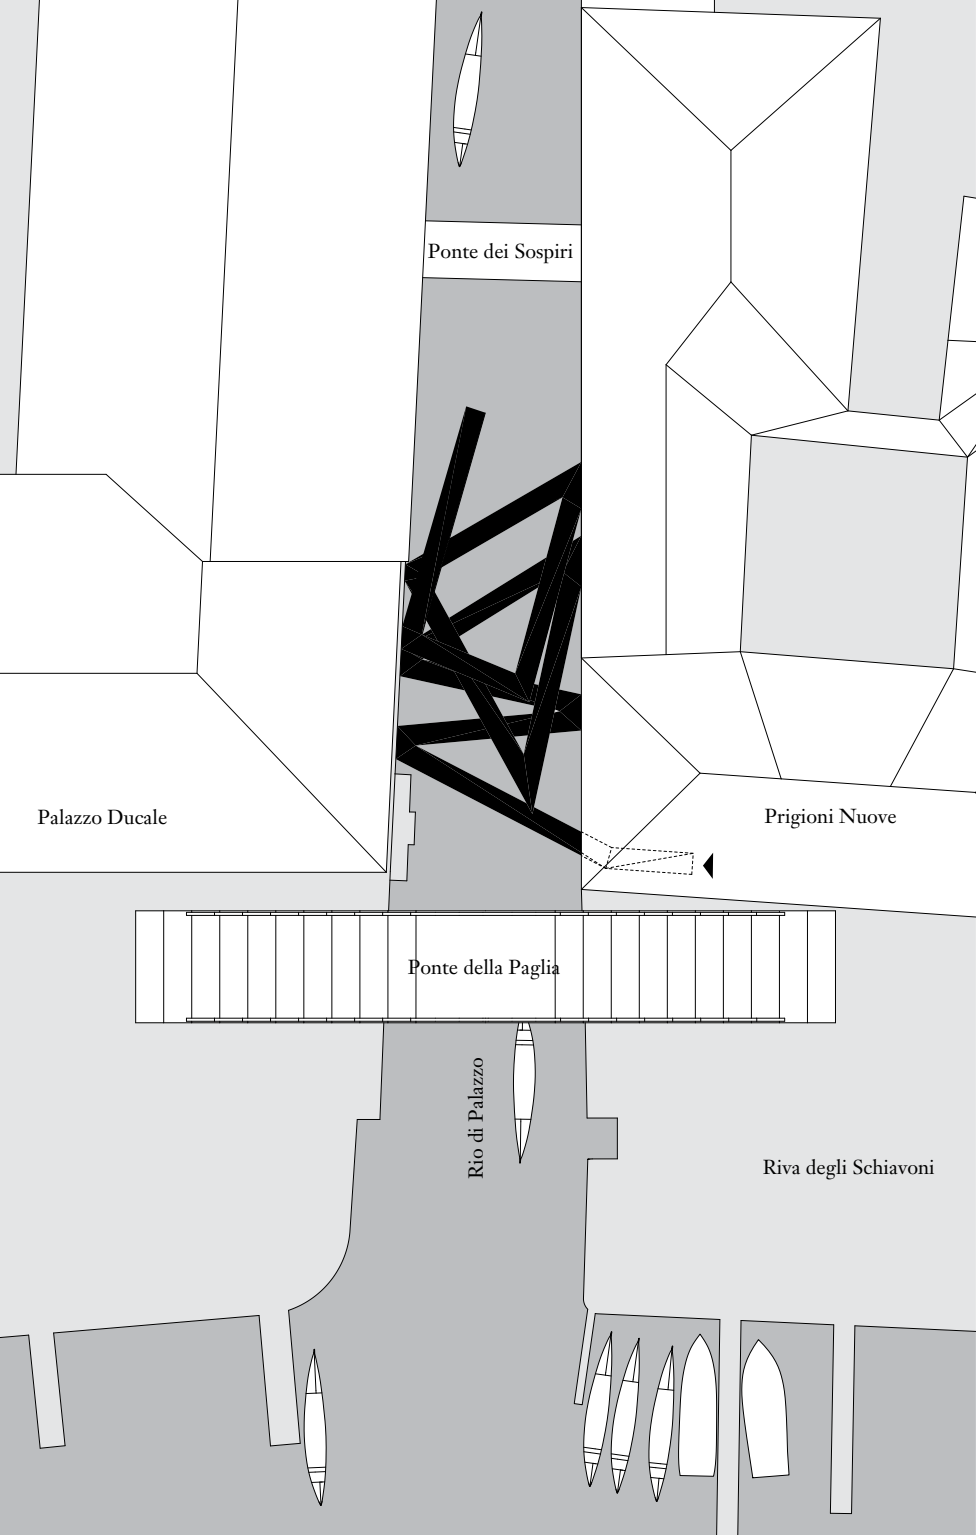 Ponte dei Sospiri
Palazzo Ducale
Prigioni Nuove
Ponte della Paglia
Rio di Palazzo
Riva degli Schiavoni